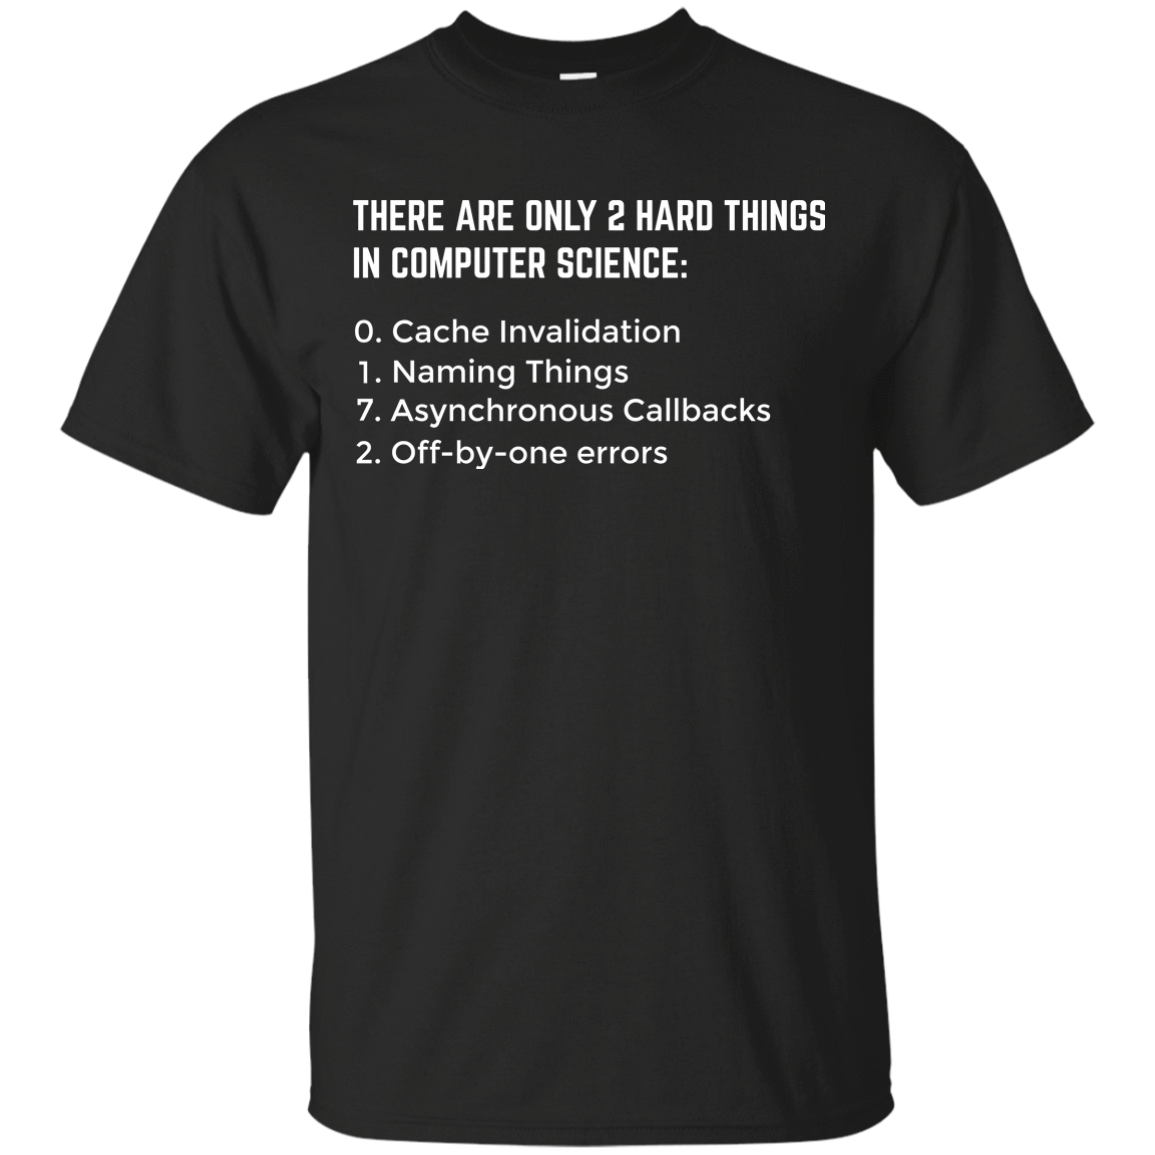 THERE ARE ONLY 2 HARD THINGS
IN COMPUTER SCIENCE:
0. Cache Invalidation
1. Naming Things
7. Asynchronous Callbacks
2. Off-by-one errors